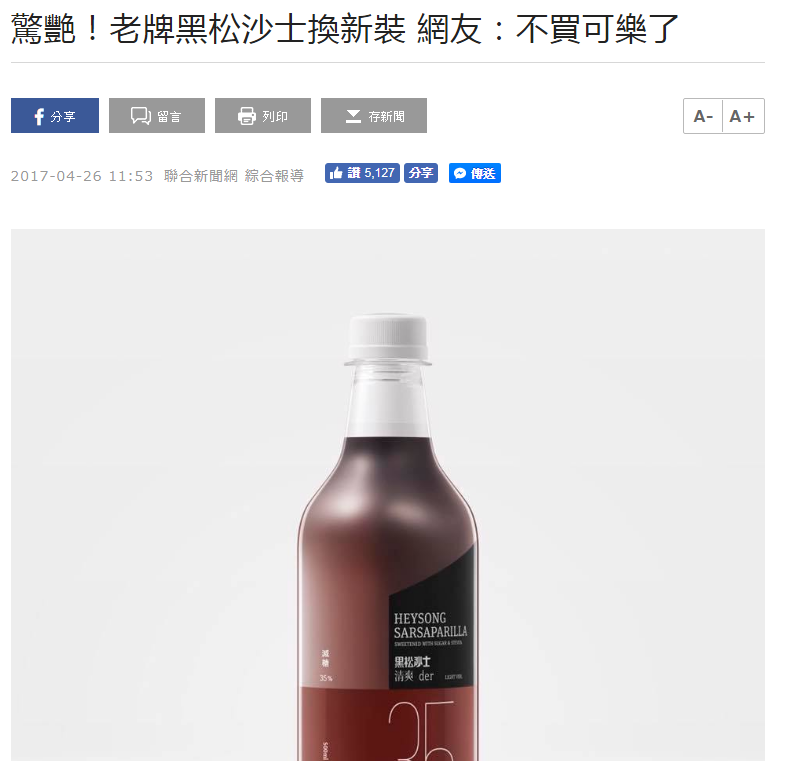 驚艷！老牌黑松沙士換新裝 網友：不買可樂了
分享
留言
列印
存新聞
A-
A+
2017-04-26 11:53 聯合新聞網 綜合報導
讚 5,127
分享
傳送
HEYSONG
SARSAPARILLA
黑松沙士
清爽 der
減糖
35%
35
500ml